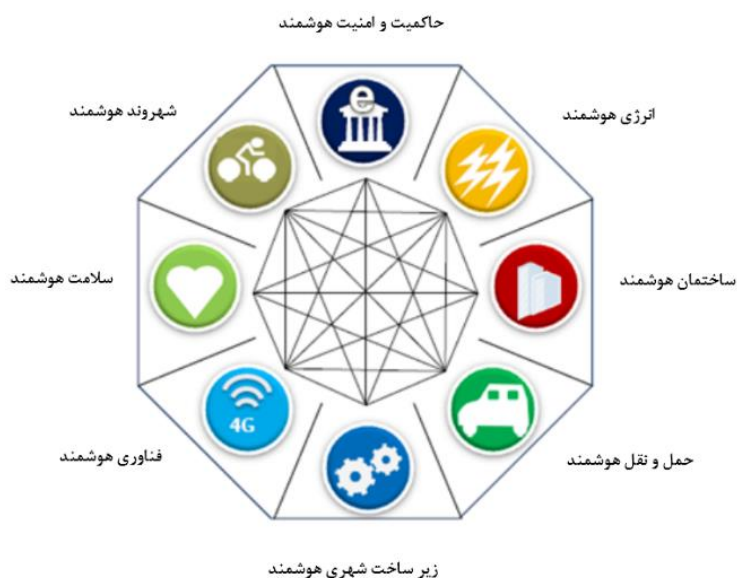 حاکمیت و امنیت هوشمند
شهروند هوشمند
انرژی هوشمند
e
سلامت هوشمند
ساختمان هوشمند
4G
فناوری هوشمند
حمل و نقل هوشمند
زیر ساخت شهری هوشمند